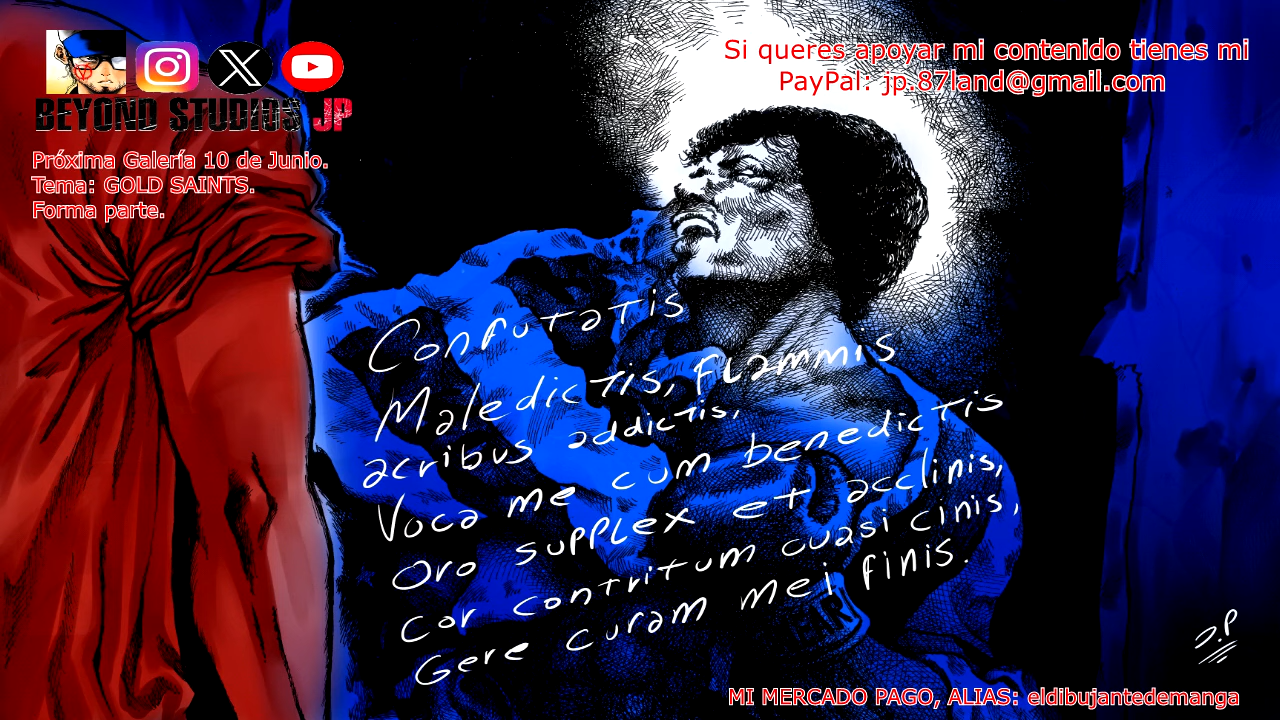 BEYOND STUDIOS JP
Próxima Galería 10 de Junio.
Tema: GOLD SAINTS.
Forma parte.
Si queres apoyar mi contenido tienes mi
PayPal: jp.87land@gmail.com
Confutatis
Maledictis, flammis
acribus addictis,
Voca me cum benedictis
Oro supplex et acclinis,
cor contritum cuasi cinis,
Gere curam mei finis.
J.P
MI MERCADO PAGO, ALIAS: eldibujantedemanga